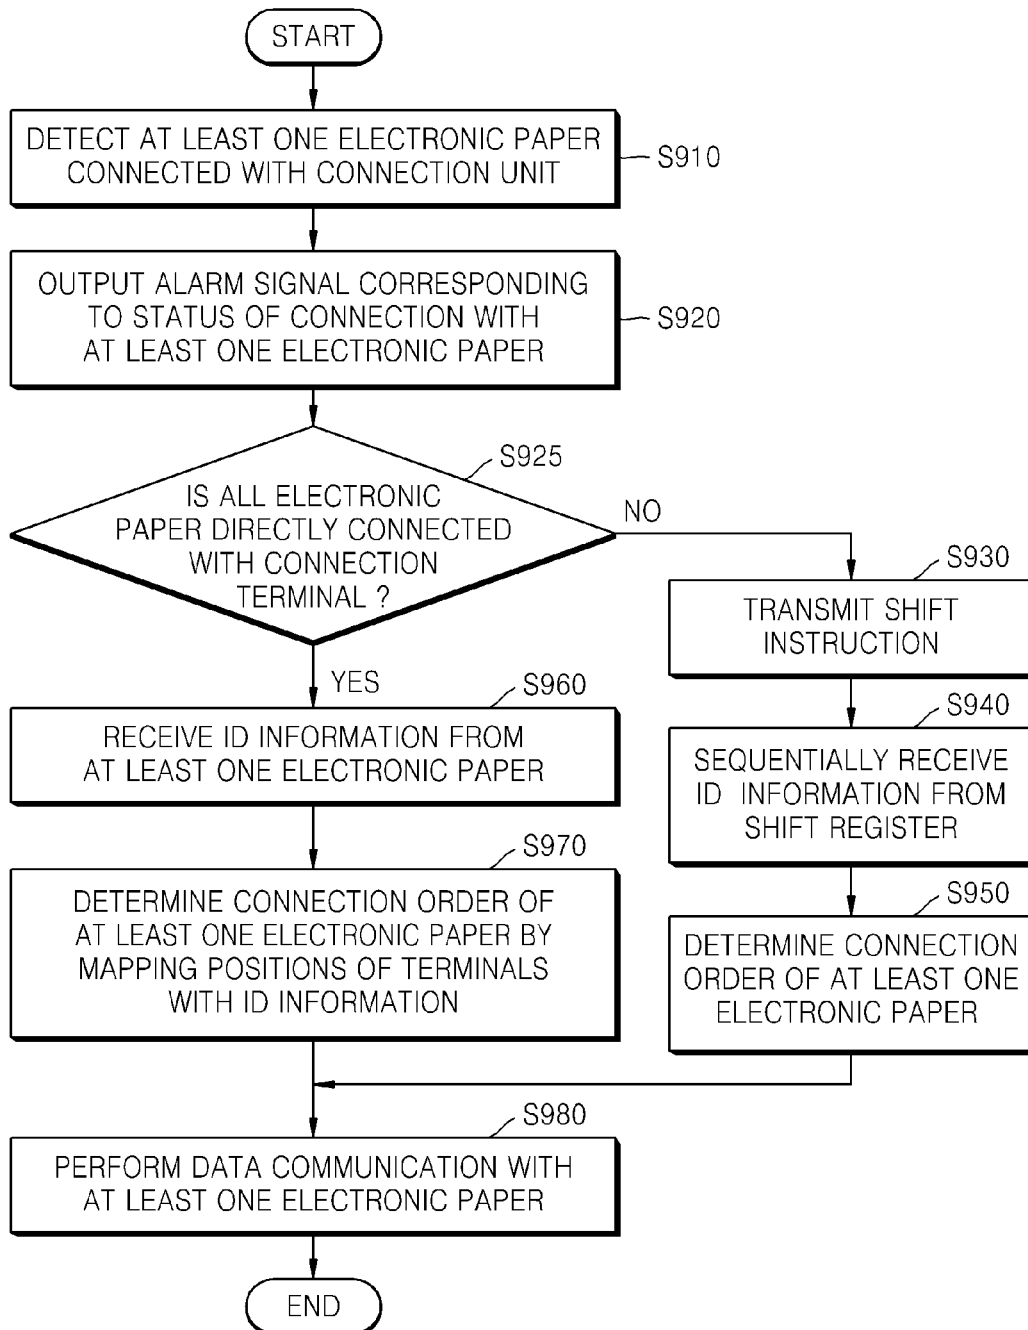 START
DETECT AT LEAST ONE ELECTRONIC PAPER
CONNECTED WITH CONNECTION UNIT
S910
OUTPUT ALARM SIGNAL CORRESPONDING
TO STATUS OF CONNECTION WITH
AT LEAST ONE ELECTRONIC PAPER
S920
S925
IS ALL ELECTRONIC
PAPER DIRECTLY CONNECTED
WITH CONNECTION
TERMINAL ?
NO
S930
TRANSMIT SHIFT
INSTRUCTION
S940
SEQUENTIALLY RECEIVE
ID INFORMATION FROM
SHIFT REGISTER
S950
DETERMINE CONNECTION
ORDER OF AT LEAST ONE
ELECTRONIC PAPER
YES
S960
RECEIVE ID INFORMATION FROM
AT LEAST ONE ELECTRONIC PAPER
S970
DETERMINE CONNECTION ORDER OF
AT LEAST ONE ELECTRONIC PAPER BY
MAPPING POSITIONS OF TERMINALS
WITH ID INFORMATION
S980
PERFORM DATA COMMUNICATION WITH
AT LEAST ONE ELECTRONIC PAPER
END